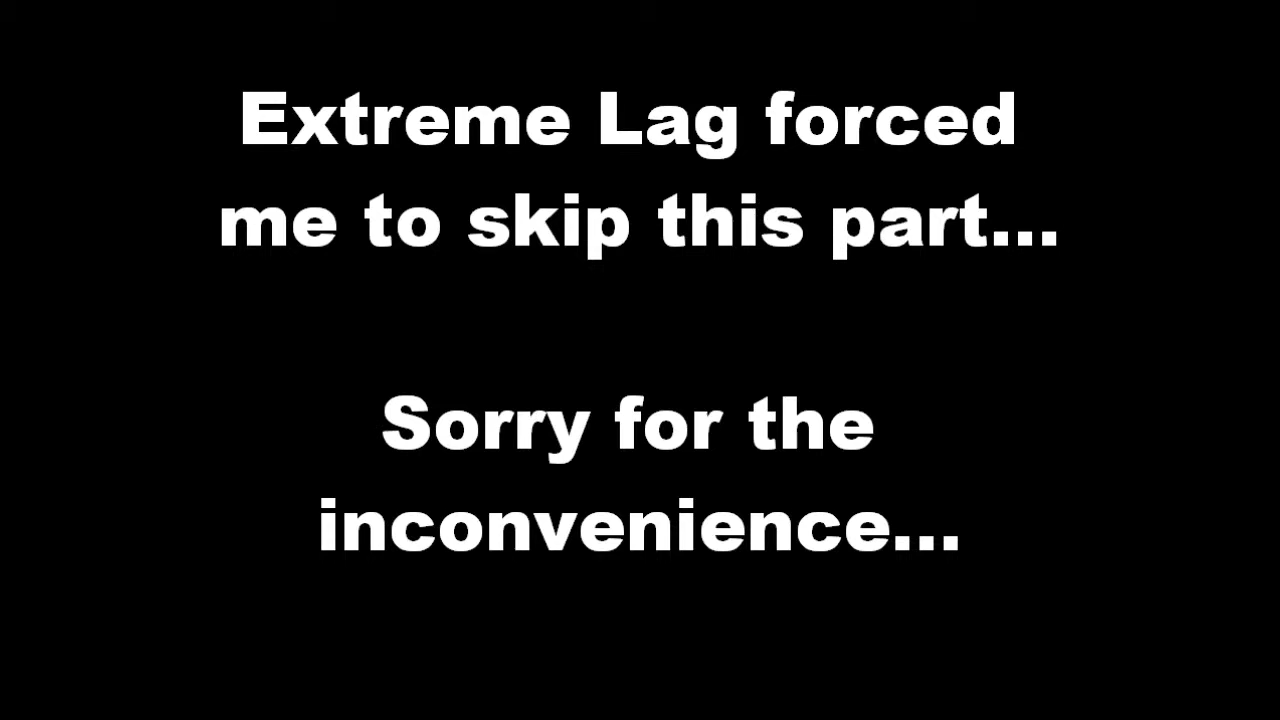 Extreme Lag forced
me to skip this part...
Sorry for the
inconvenience...